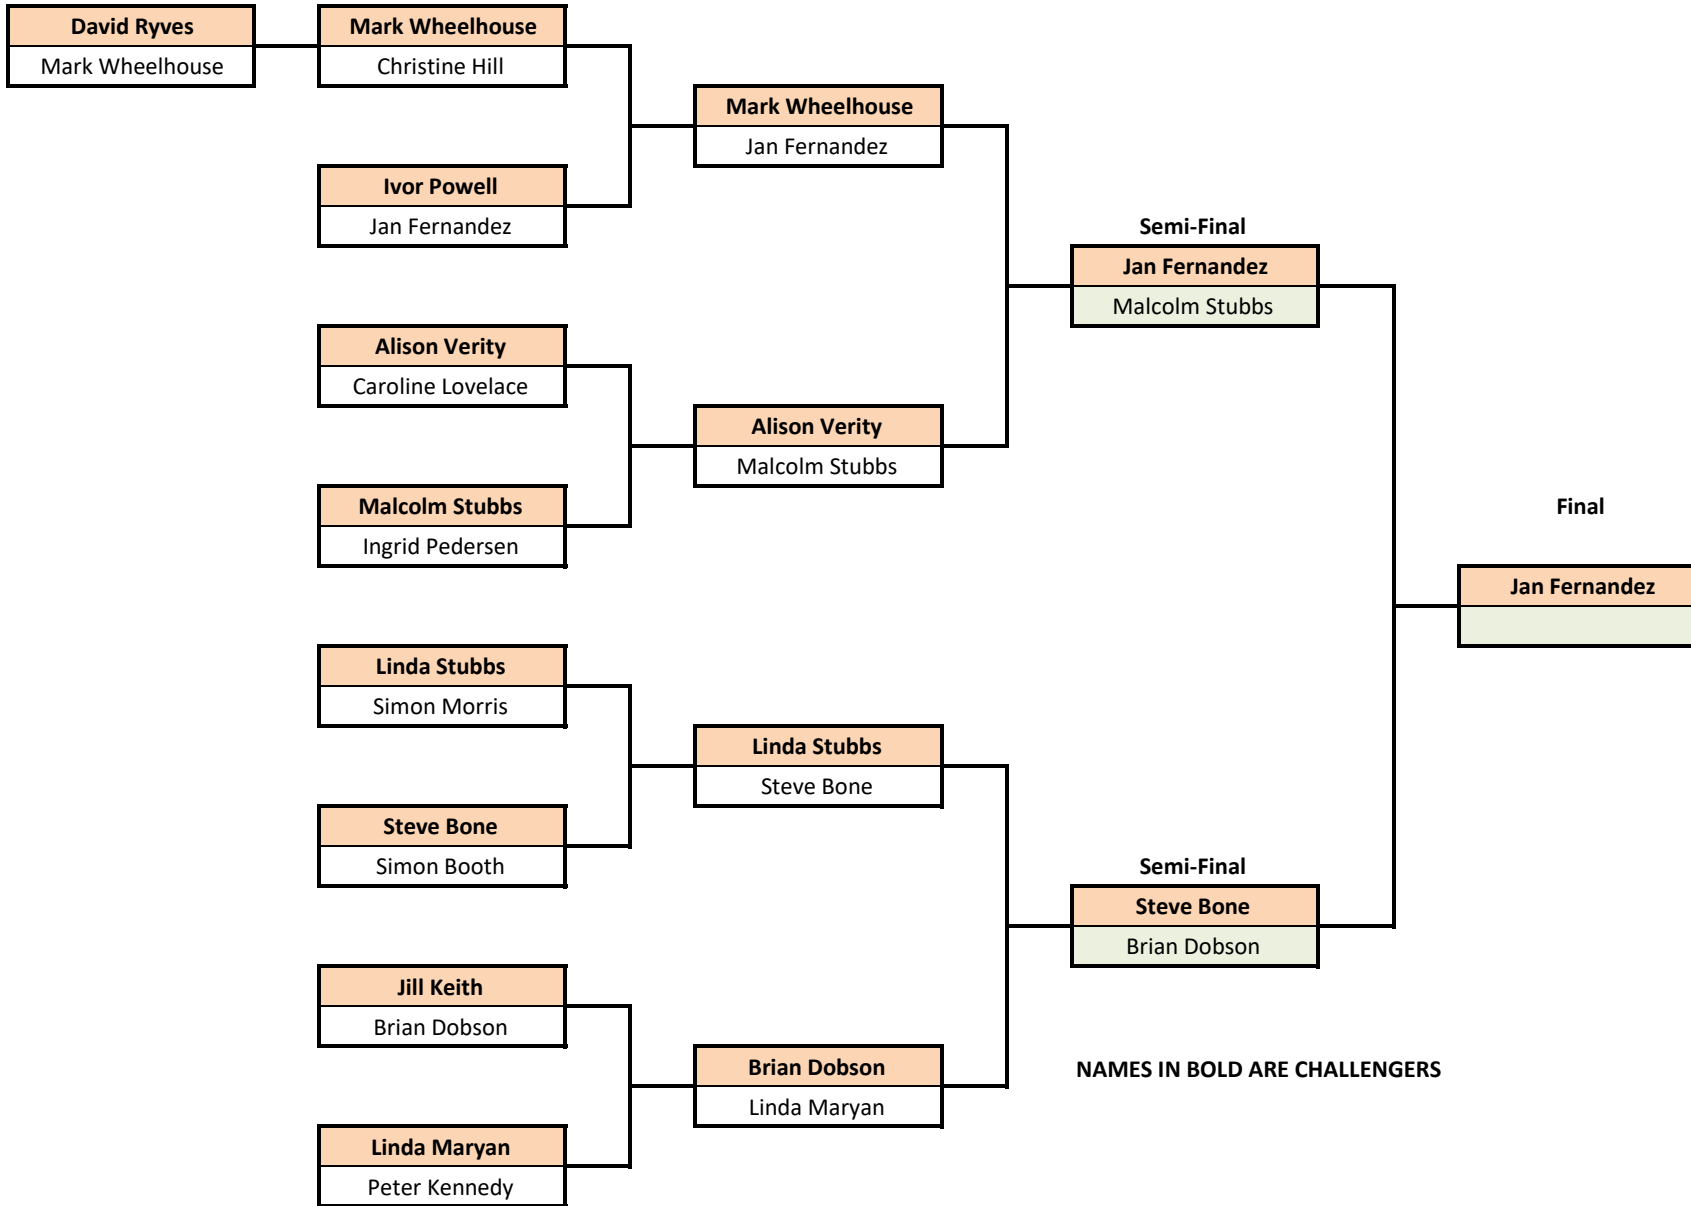 David Ryves
Mark Wheelhouse
Mark Wheelhouse
Christine Hill
Mark Wheelhouse
Jan Fernandez
Ivor Powell
Jan Fernandez
Semi-Final
Jan Fernandez
Malcolm Stubbs
Alison Verity
Caroline Lovelace
Alison Verity
Malcolm Stubbs
Malcolm Stubbs
Ingrid Pedersen
Final
Jan Fernandez
Linda Stubbs
Simon Morris
Linda Stubbs
Steve Bone
Steve Bone
Simon Booth
Semi-Final
Steve Bone
Brian Dobson
Jill Keith
Brian Dobson
Brian Dobson
Linda Maryan
NAMES IN BOLD ARE CHALLENGERS
Linda Maryan
Peter Kennedy